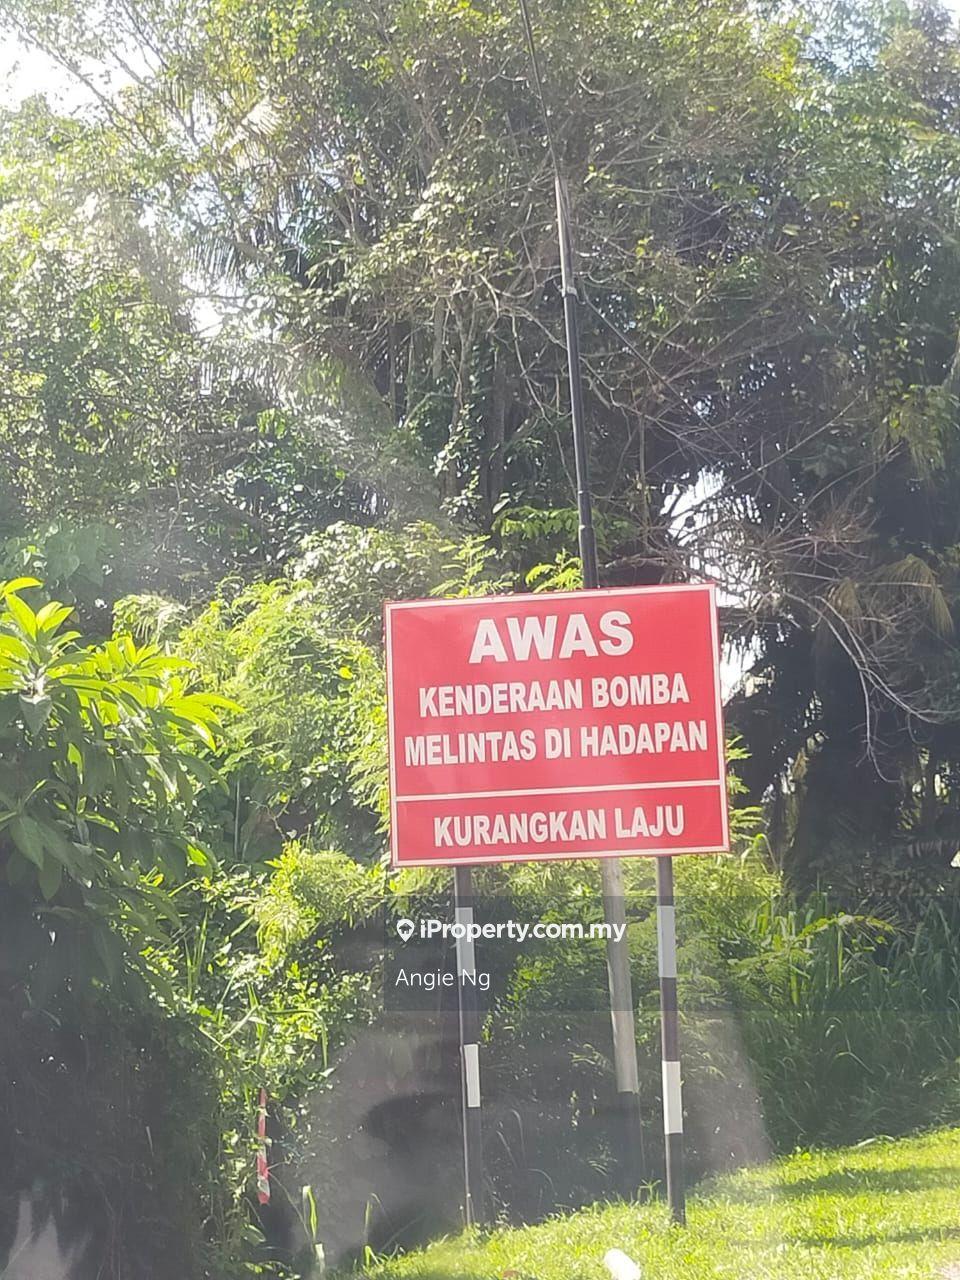 AWAS
KENDERAAN BOMBA
MELINTAS DI HADAPAN
KURANGKAN LAJU
iProperty.com.my
Angie Ng